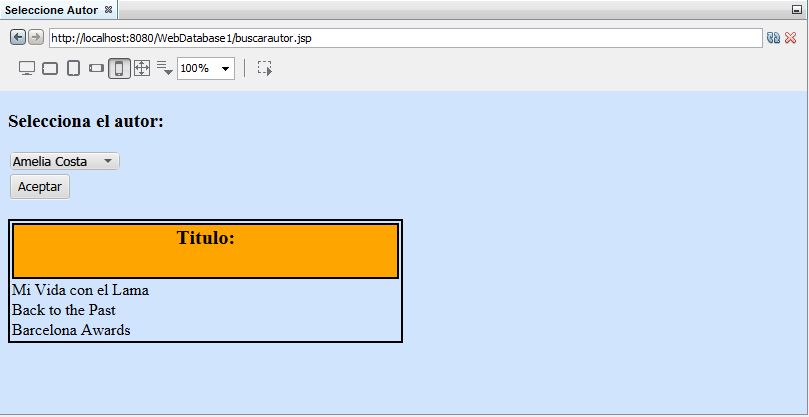 Seleccione Autor
http://localhost:8080/WebDatabase1/buscarautor.jsp
100%
Selecciona el autor:
Amelia Costa
Aceptar
Titulo:
Mi Vida con el Lama
Back to the Past
Barcelona Awards